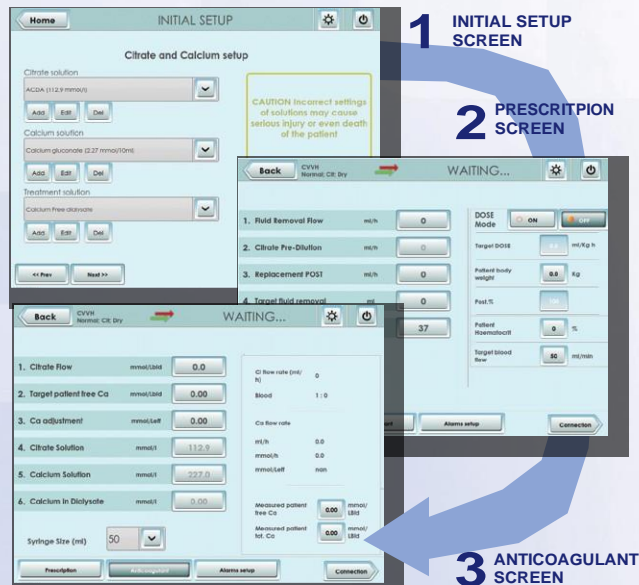 Home
INITIAL SETUP
Citrate and Calcium setup
Citrate solution
ACDA (112.9 mmol/l)
Add Edit Del
Calcium solution
Calcium gluconate (2.27 mmol/10ml)
Add Edit Del
Treatment solution
Calcium Free dialysate
Add Edit Del
<< Prev Next >>
CAUTION Incorrect settings
of solutions may cause
serious injury or even death
of the patient
1 INITIAL SETUP
SCREEN
2 PRESCRITPION
SCREEN
Back
CVVH
Normal; Cit; Dry
WAITING...
1. Fluid Removal Flow ml/h 0
2. Citrate Pre-Dilution ml/h 0
3. Replacement POST ml/h 0
4. Target fluid removal ml 0
37
DOSE
Mode
ON OFF
Target DOSE 0.0 ml/Kg h
Patient body
weight 0.0 Kg
Post.% 100
Patient
Haematocrit 0 %
Target blood
flow 50 ml/min
Alarms setup
Connection
Back
CVVH
Normal; Cit; Dry
WAITING...
1. Citrate Flow mmol/Lbld 0.0
2. Target patient free Ca mmol/Lbld 0.00
3. Ca adjustment mmol/Leff 0.00
4. Citrate Solution mmol/l 112.9
5. Calcium Solution mmol/l 227.0
6. Calcium in Dialysate mmol/l 0.00
Syringe Size (ml) 50
Ci flow rate (ml/
h) 0
Blood 1 : 0
Ca flow rate
ml/h 0.0
mmol/h 0.0
mmol/Leff nan
Measured patient
free Ca 0.00 mmol/
LBld
Measured patient
tot. Ca 0.00 mmol/
LBld
Prescription Anticoagulant Alarms setup Connection
3 ANTICOAGULANT
SCREEN